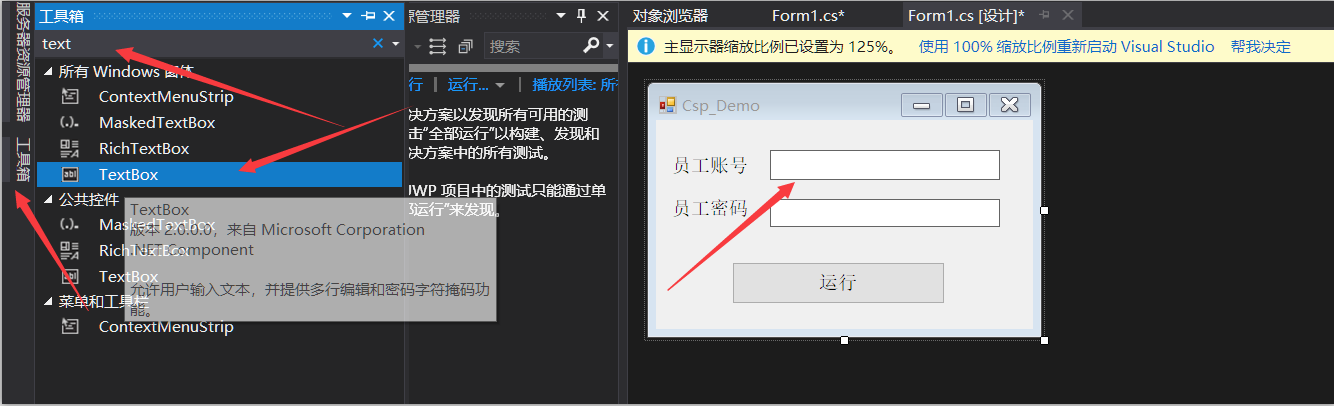 服务器资源管理器
工具箱
工具箱
text
所有 Windows 窗体
ContextMenuStrip
MaskedTextBox
RichTextBox
TextBox
公共控件
MaskedTextBox
RichTextBox
TextBox
菜单和工具栏
ContextMenuStrip
TextBox
版本 2.0.0.0，来自 Microsoft Corporation
.NET Component
允许用户输入文本，并提供多行编辑和密码字符掩码功能。
源管理器
搜索
行 | 运行... | 播放列表: 所
决方案以发现所有可用的测
击"全部运行"以构建、发现和
决方案中的所有测试。
UWP 项目中的测试只能通过单
部运行"来发现。
对象浏览器
Form1.cs*
Form1.cs [设计]*
主显示器缩放比例已设置为 125%。 使用 100% 缩放比例重新启动 Visual Studio 帮我决定
Csp_Demo
员工账号
员工密码
运行